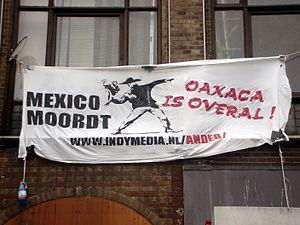 MEXICO
MOORDT
OAXACA
IS OVERAL !
WWW.INDYMEDIA.NL/ANDER/